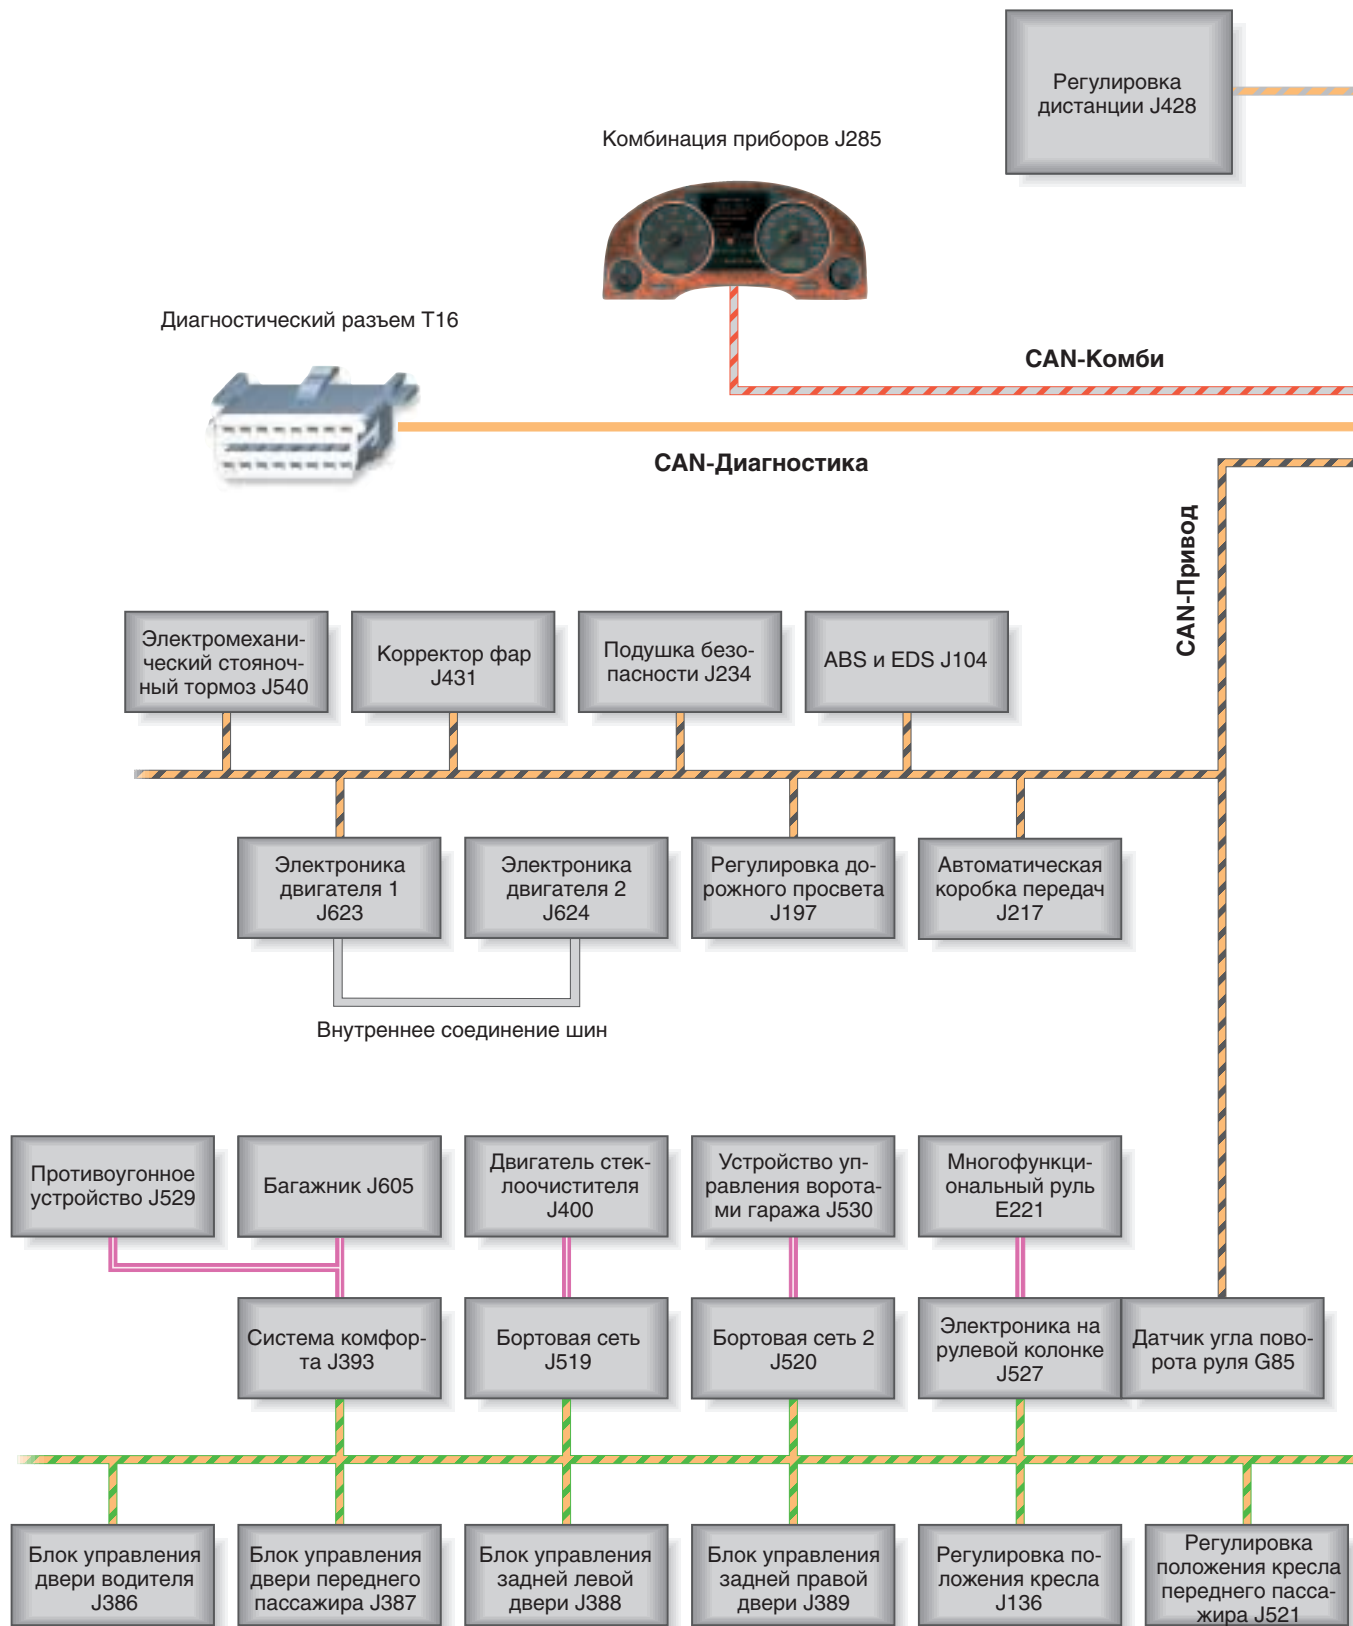 Регулировка
дистанции J428
Комбинация приборов J285
Диагностический разъем T16
CAN-Комби
CAN-Диагностика
CAN-Привод
Электромехани-
ческий стояноч-
ный тормоз J540
Корректор фар
J431
Подушка безо-
пасности J234
ABS и EDS J104
Электроника
двигателя 1
J623
Электроника
двигателя 2
J624
Регулировка до-
рожного просвета
J197
Автоматическая
коробка передач
J217
Внутреннее соединение шин
Противоугонное
устройство J529
Багажник J605
Двигатель стек-
лоочистителя
J400
Устройство уп-
равления ворота-
ми гаража J530
Многофункци-
ональный руль
E221
Система комфор-
та J393
Бортовая сеть
J519
Бортовая сеть 2
J520
Электроника на
рулевой колонке
J527
Датчик угла пово-
рота руля G85
Блок управления
двери водителя
J386
Блок управления
двери переднего
пассажира J387
Блок управления
задней левой
двери J388
Блок управления
задней правой
двери J389
Регулировка по-
ложения кресла
J136
Регулировка
положения кресла
переднего пасса-
жира J521